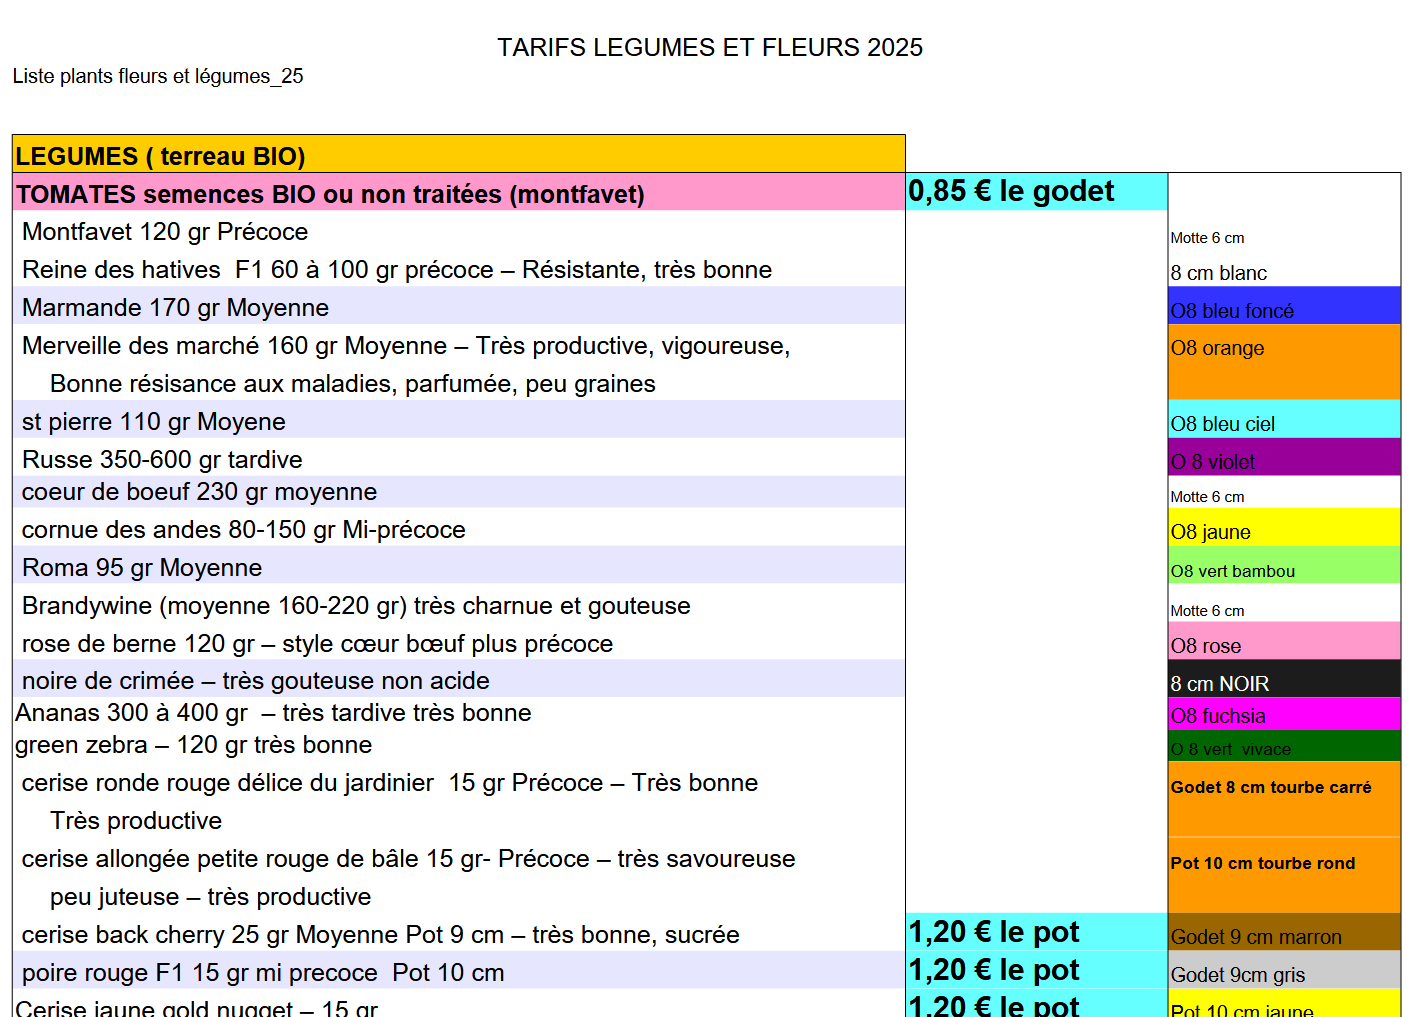 TARIFS LEGUMES ET FLEURS 2025
Liste plants fleurs et légumes_25
LEGUMES ( terreau BIO)
TOMATES semences BIO ou non traitées (montfavet) 0,85 € le godet
Montfavet 120 gr Précoce Motte 6 cm
Reine des hatives F1 60 à 100 gr précoce – Résistante, très bonne 8 cm blanc
Marmande 170 gr Moyenne O8 bleu foncé
Merveille des marché 160 gr Moyenne – Très productive, vigoureuse, O8 orange
Bonne résisance aux maladies, parfumée, peu graines
st pierre 110 gr Moyene O8 bleu ciel
Russe 350-600 gr tardive O 8 violet
coeur de boeuf 230 gr moyenne Motte 6 cm
cornue des andes 80-150 gr Mi-précoce O8 jaune
Roma 95 gr Moyenne O8 vert bambou
Brandywine (moyenne 160-220 gr) très charnue et gouteuse Motte 6 cm
rose de berne 120 gr – style cœur bœuf plus précoce O8 rose
noire de crimée – très gouteuse non acide 8 cm NOIR
Ananas 300 à 400 gr – très tardive très bonne O8 fuchsia
green zebra – 120 gr très bonne O 8 vert vivace
cerise ronde rouge délice du jardinier 15 gr Précoce – Très bonne Godet 8 cm tourbe carré
Très productive
cerise allongée petite rouge de bâle 15 gr- Précoce – très savoureuse Pot 10 cm tourbe rond
peu juteuse – très productive
cerise back cherry 25 gr Moyenne Pot 9 cm – très bonne, sucrée 1,20 € le pot Godet 9 cm marron
poire rouge F1 15 gr mi precoce Pot 10 cm 1,20 € le pot Godet 9cm gris
Cerise jaune gold nugget – 15 gr 1,20 € le pot Pot 10 cm jaune